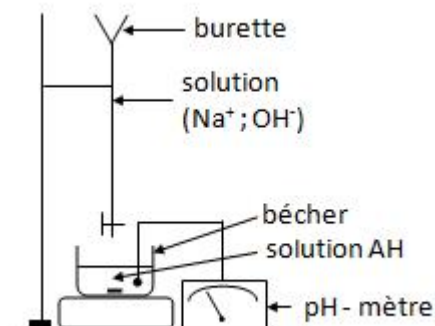 burette
solution
(Na⁺ ; OH⁻)
bécher
solution AH
pH - mètre